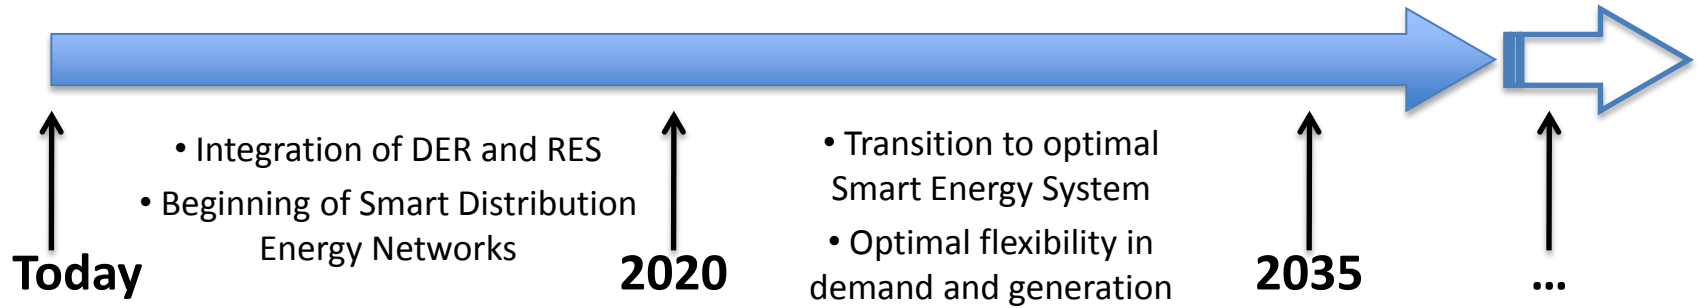 • Integration of DER and RES
• Beginning of Smart Distribution
Energy Networks
• Transition to optimal
Smart Energy System
• Optimal flexibility in
demand and generation
Today
2020
2035
...